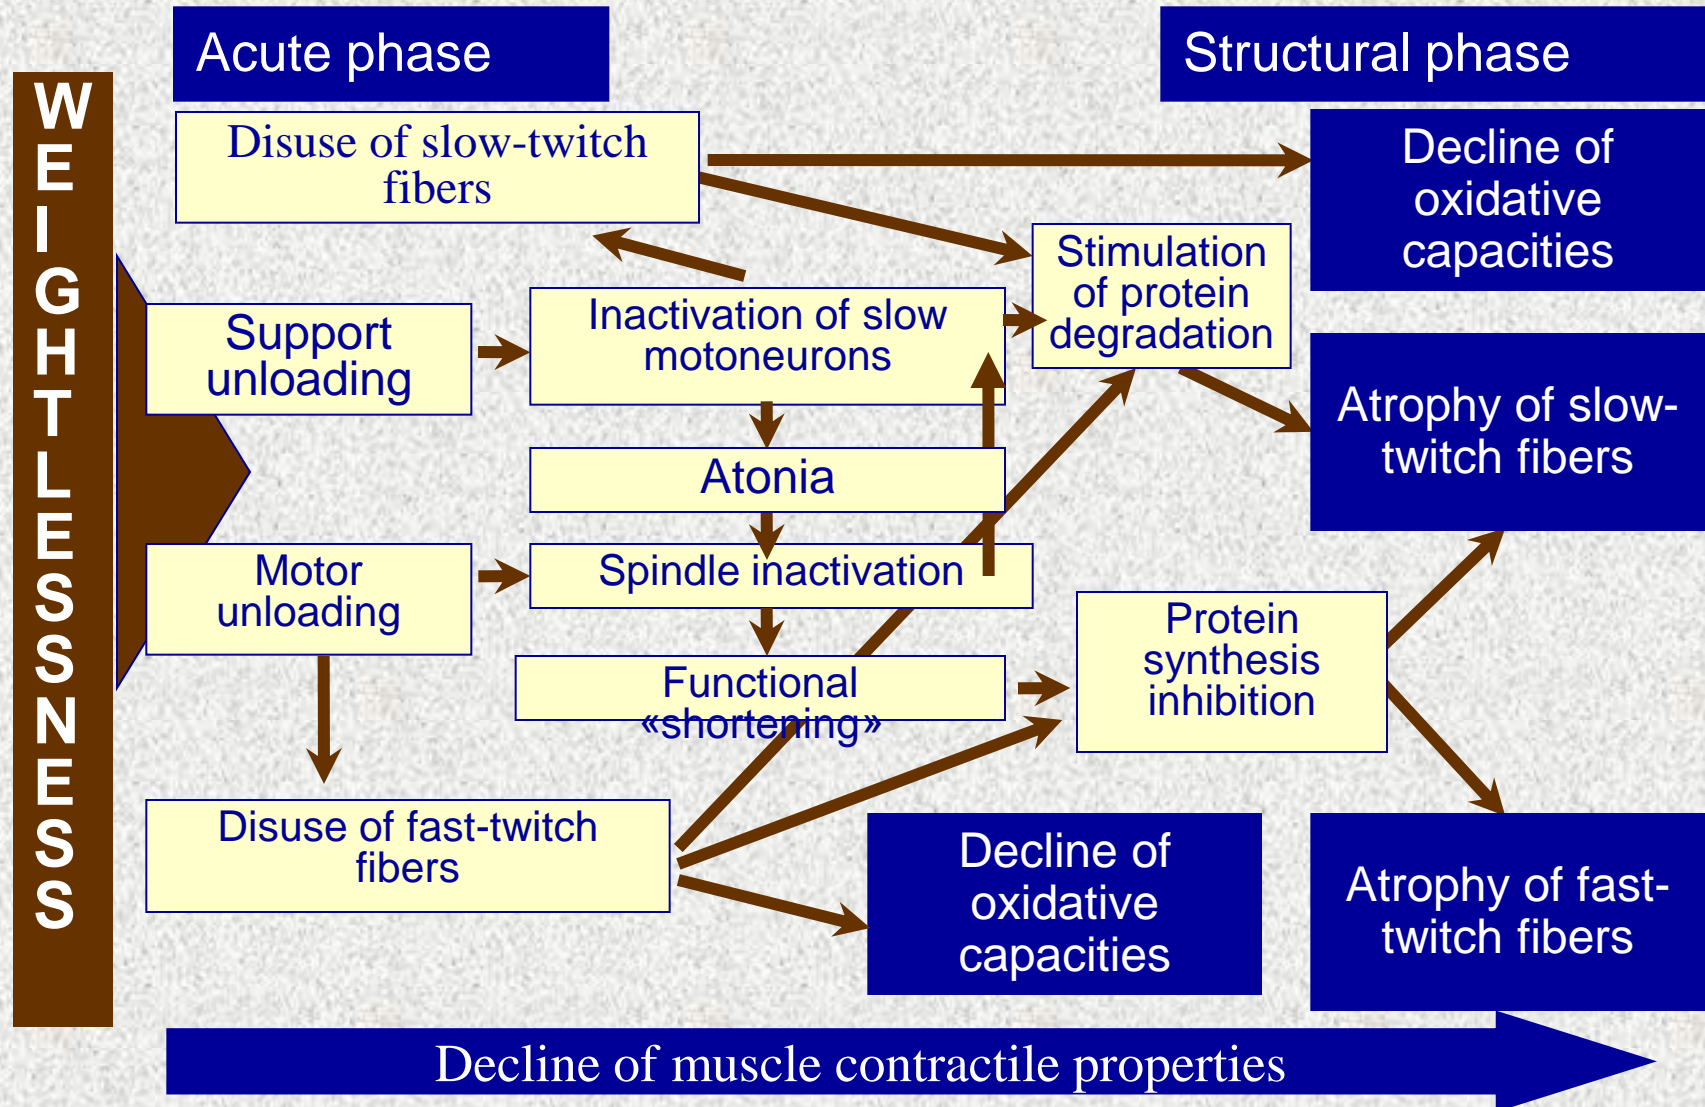 WEIGHTLESSNESS
Acute phase
Structural phase
Disuse of slow-twitch
fibers
Decline of
oxidative
capacities
Stimulation
of protein
degradation
Support
unloading
Inactivation of slow
motoneurons
Atrophy of slow-
twitch fibers
Atonia
Motor
unloading
Spindle inactivation
Protein
synthesis
inhibition
Functional
«shortening»
Disuse of fast-twitch
fibers
Decline of
oxidative
capacities
Atrophy of fast-
twitch fibers
Decline of muscle contractile properties